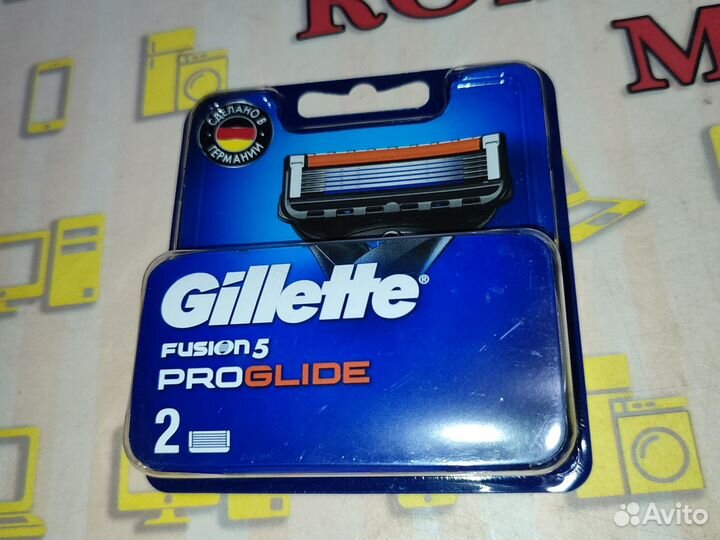 СДЕЛАНО В
ГЕРМАНИИ
Gillette®
FUSION5
PROGLIDE
2
Avito